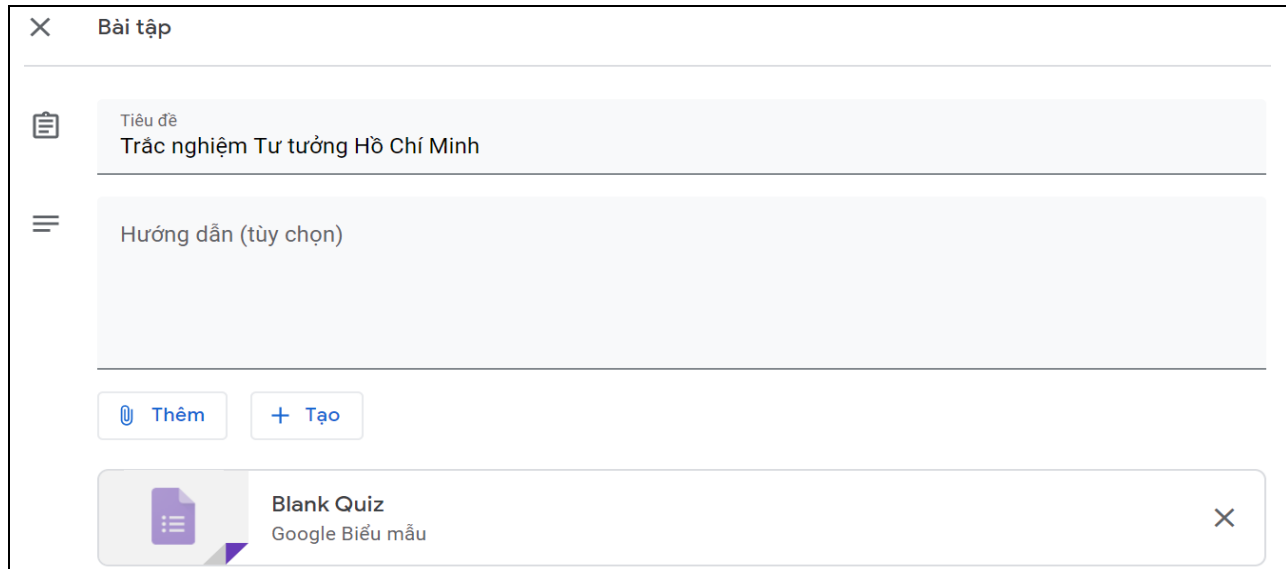 Bài tập
Tiêu đề
Trắc nghiệm Tư tưởng Hồ Chí Minh
Hướng dẫn (tùy chọn)
Thêm
+ Tạo
Blank Quiz
Google Biểu mẫu